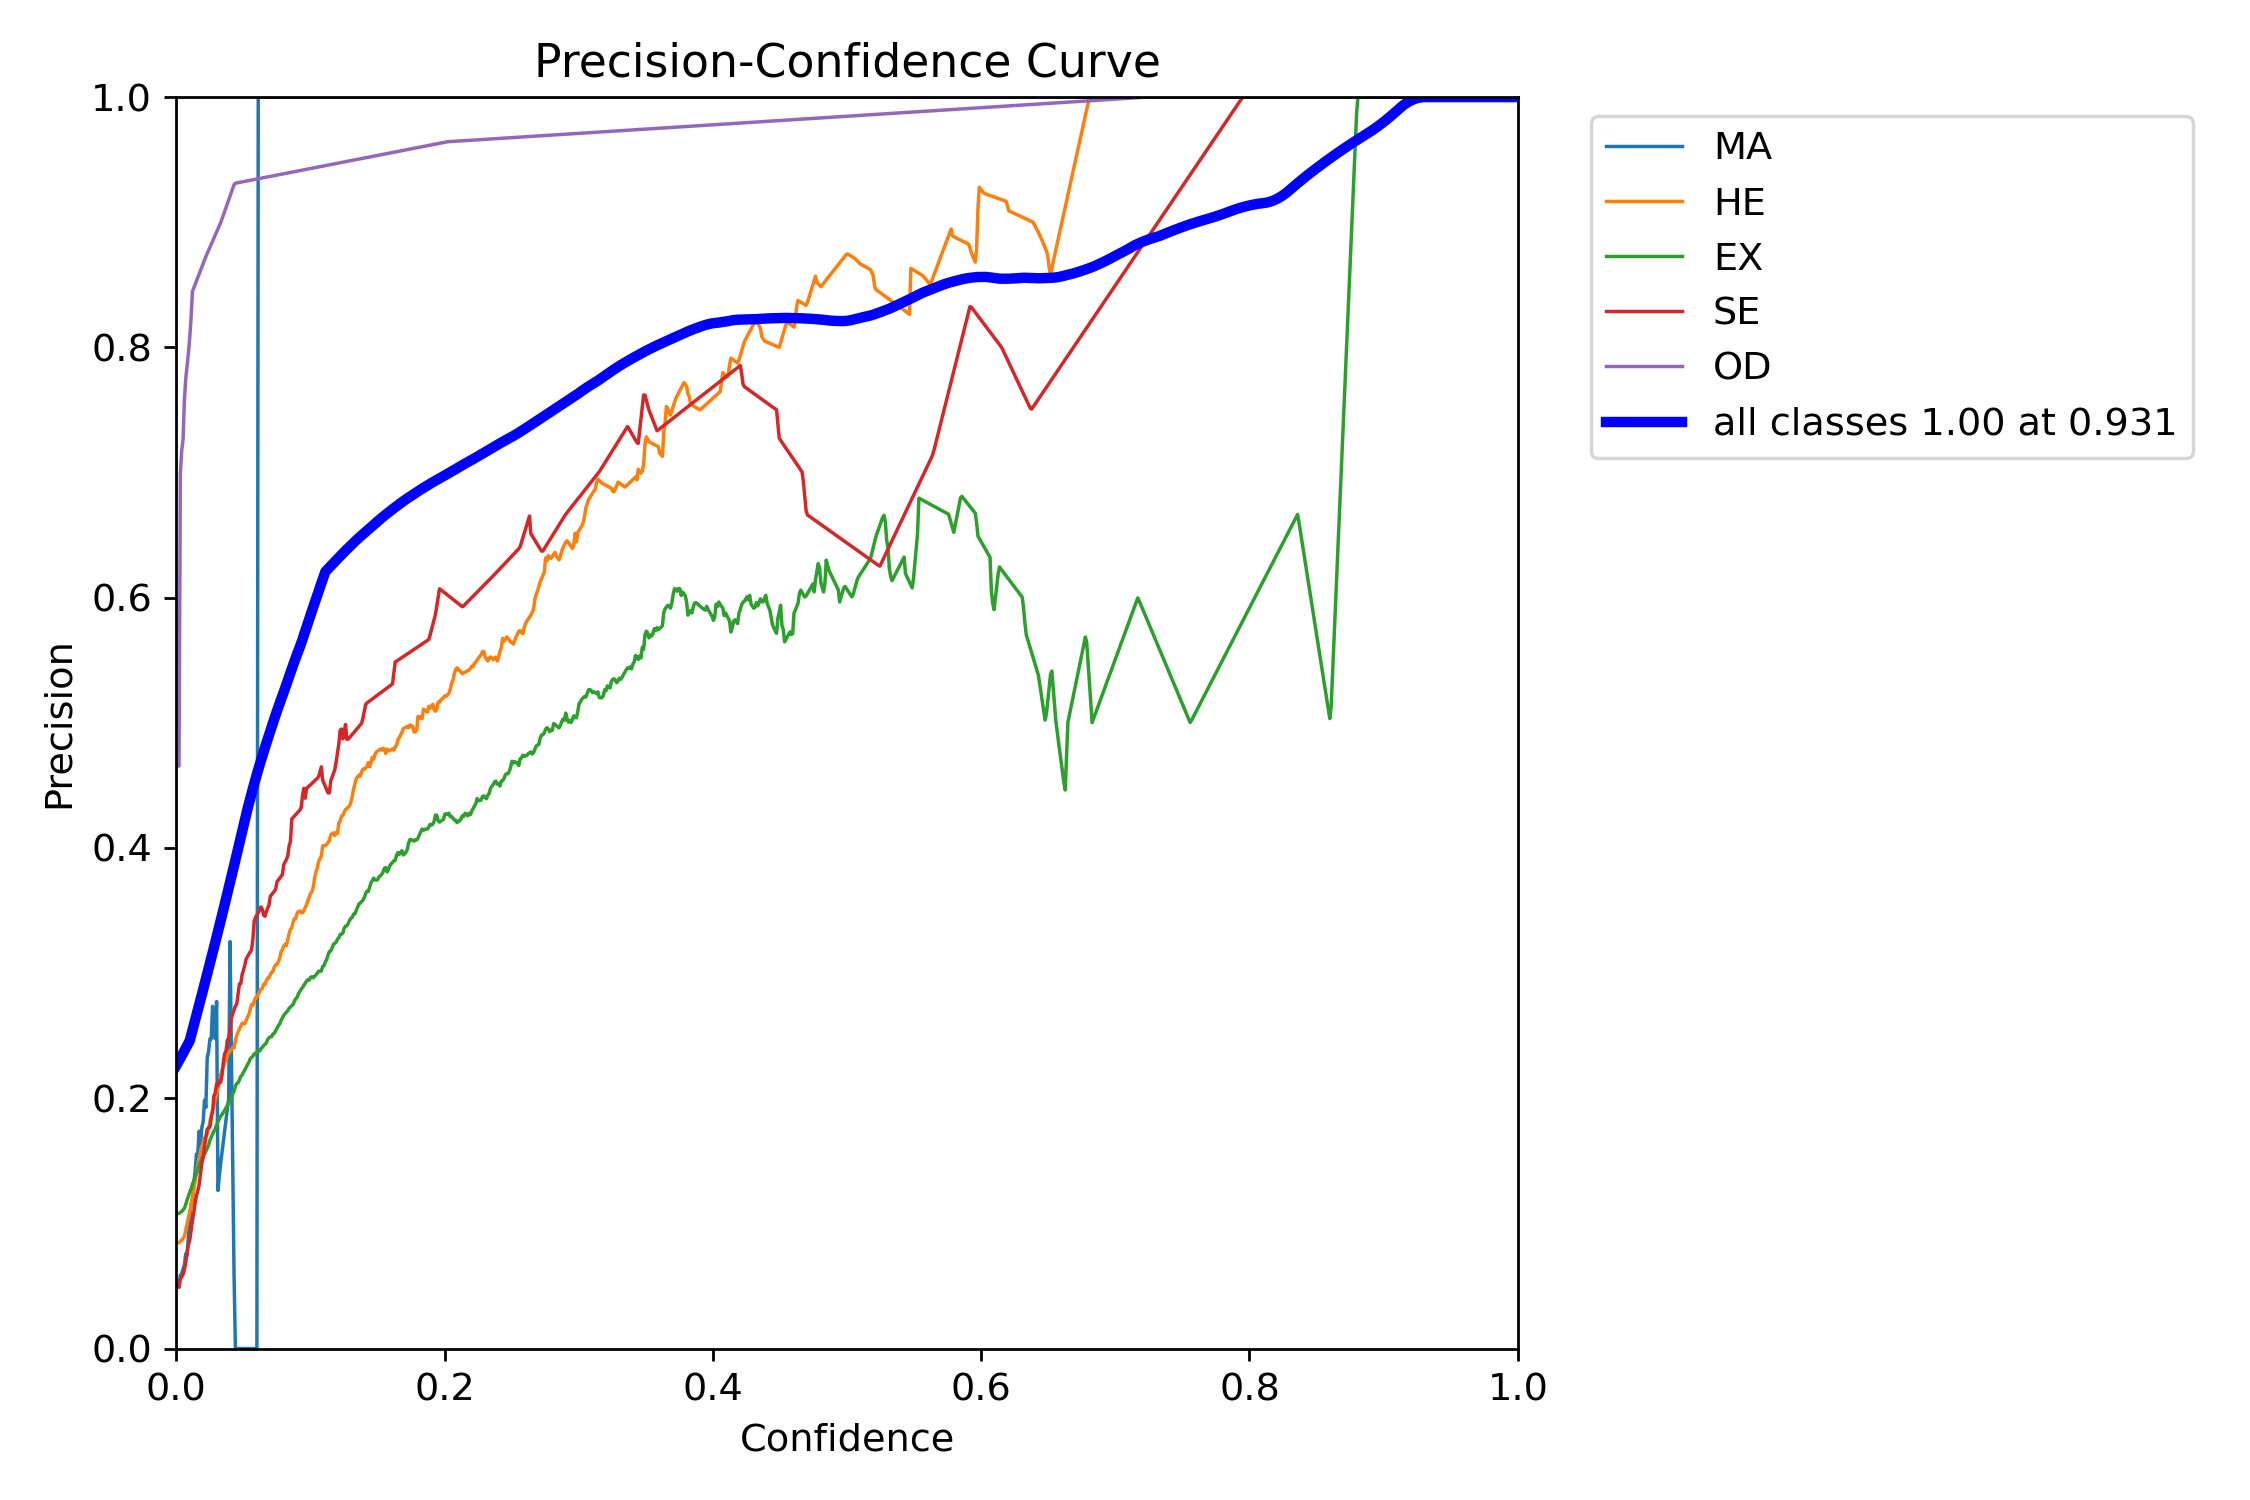 Precision-Confidence Curve
1.0
0.8
0.6
0.4
0.2
0.0
Precision
0.0 0.2 0.4 0.6 0.8 1.0
Confidence
MA
HE
EX
SE
OD
all classes 1.00 at 0.931